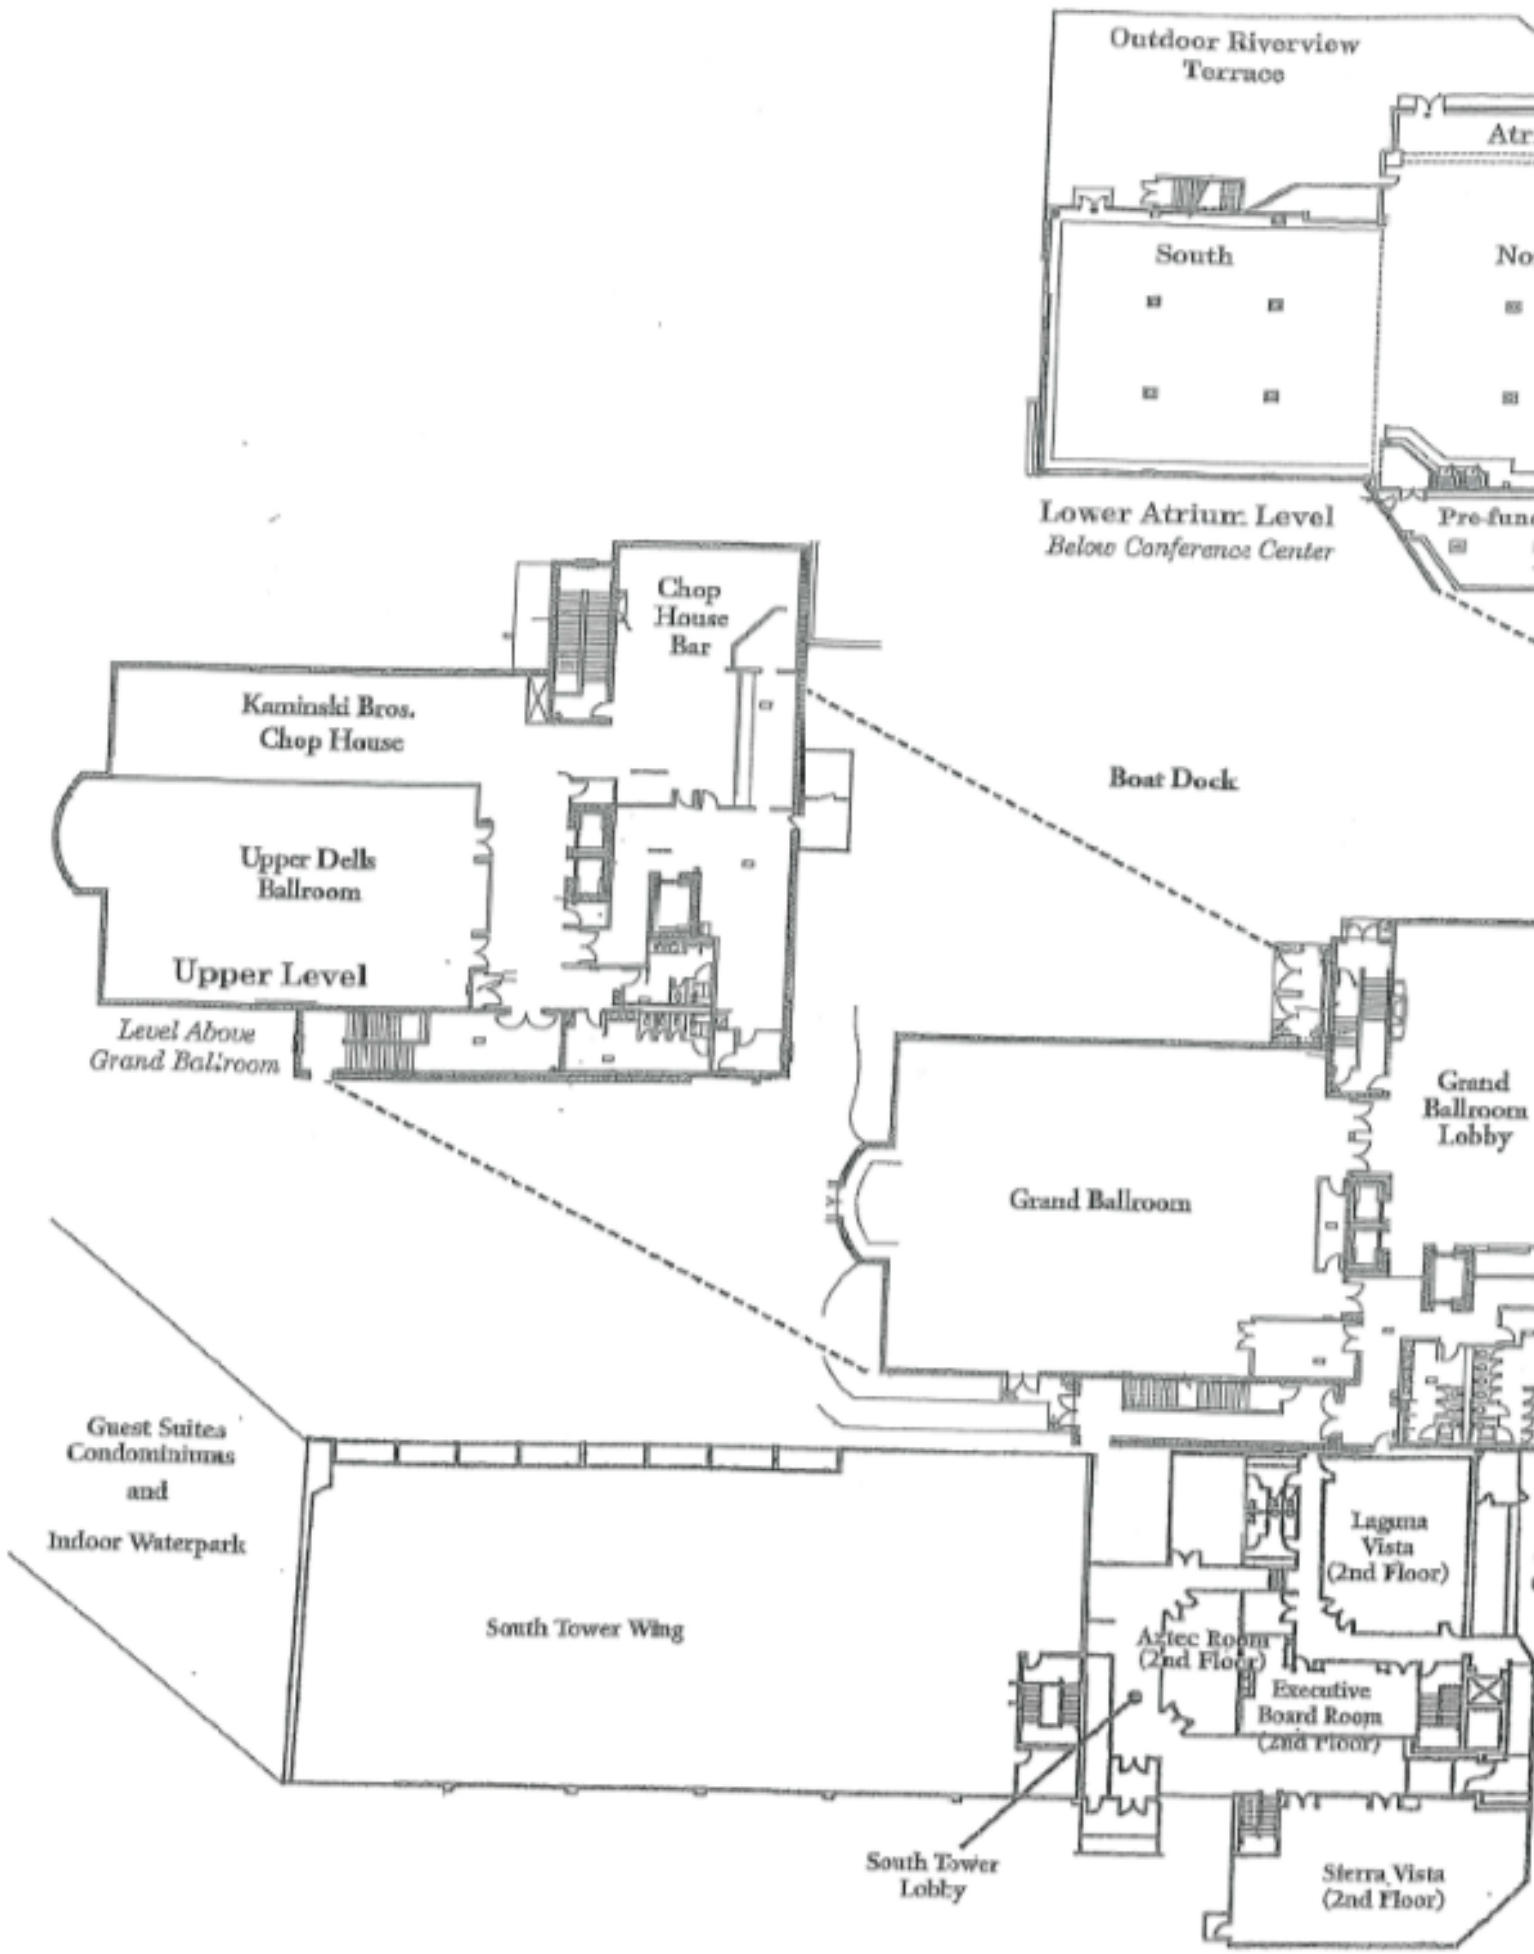 Outdoor Riverview
Terrace
South
Lower Atrium Level
Below Conference Center
Chop
House
Bar
Kaminski Bros.
Chop House
Boat Dock
Upper Dells
Ballroom
Upper Level
Level Above
Grand Ballroom
Grand
Ballroom
Lobby
Grand Ballroom
Guest Suites
Condominiums
and
Indoor Waterpark
Laguna
Vista
(2nd Floor)
South Tower Wing
Aztec Room
(2nd Floor)
Executive
Board Room
(2nd Floor)
South Tower
Lobby
Sierra Vista
(2nd Floor)